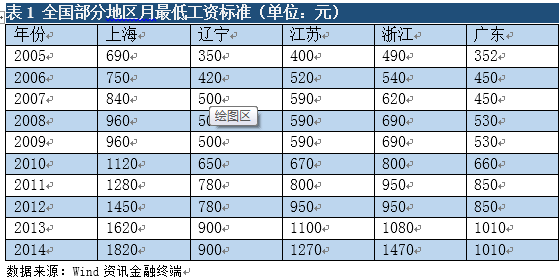 表 1 全国部分地区月最低工资标准（单位：元）
年份 上海 辽宁 江苏 浙江 广东
2005 690 350 400 490 352
2006 750 420 520 540 450
2007 840 500 590 620 450
2008 960 590 690 530
绘图区
2009 960 500 590 690 530
2010 1120 650 670 800 660
2011 1280 780 800 950 850
2012 1450 780 950 950 850
2013 1620 900 1100 1080 1010
2014 1820 900 1270 1470 1010
数据来源：Wind 资讯金融终端